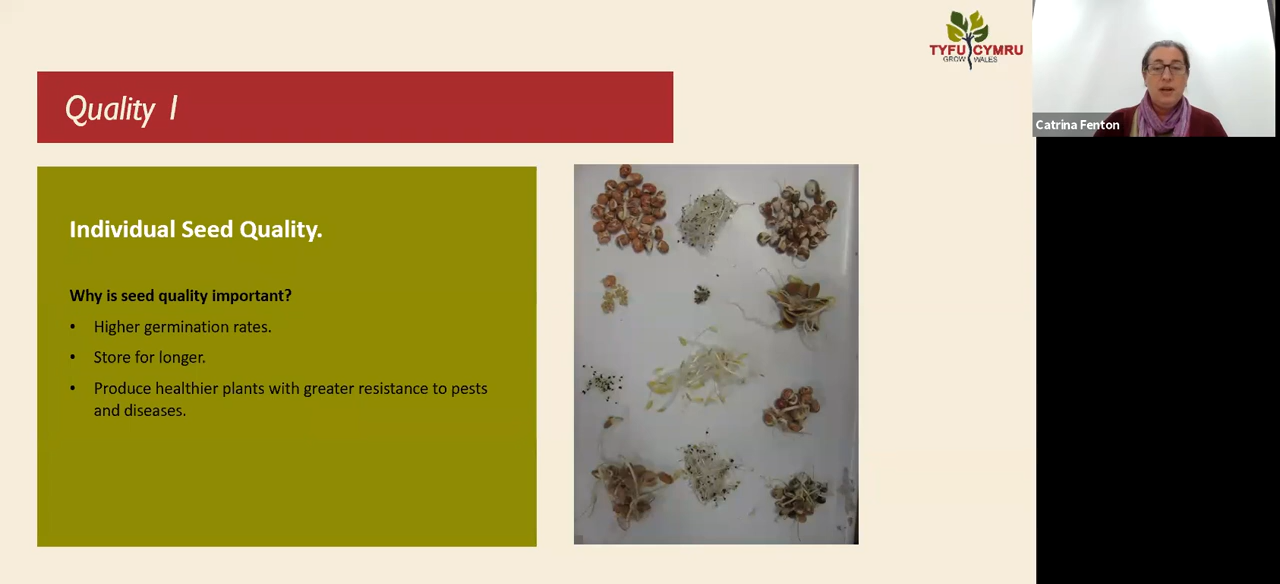 TYFU CYMRU
GROW WALES
Catrina Fenton
Quality 1
Individual Seed Quality.
Why is seed quality important?
• Higher germination rates.
• Store for longer.
• Produce healthier plants with greater resistance to pests
and diseases.